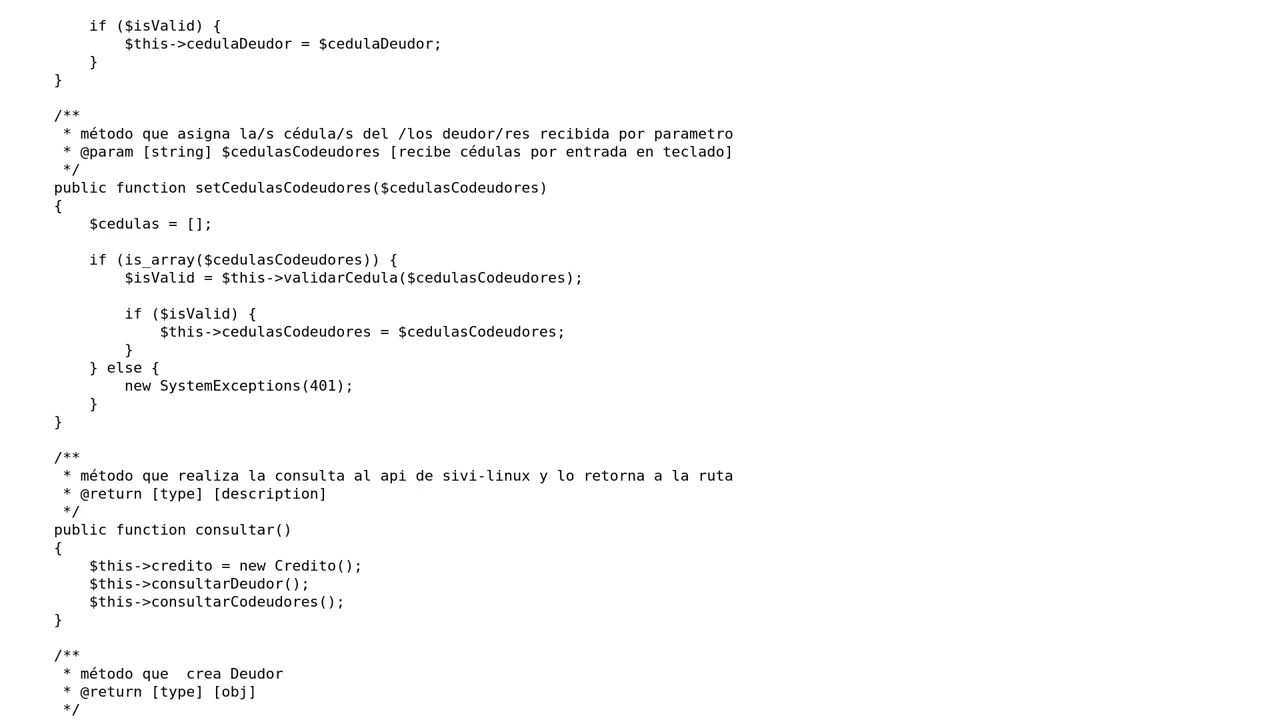 if ($isValid) {
$this->cedulaDeudor = $cedulaDeudor;
}
}
/**
* método que asigna la/s cédula/s del /los deudor/res recibida por parametro
* @param [string] $cedulasCodeudores [recibe cédulas por entrada en teclado]
*/
public function setCedulasCodeudores($cedulasCodeudores)
{
$cedulas = [];
if (is_array($cedulasCodeudores)) {
$isValid = $this->validarCedula($cedulasCodeudores);
if ($isValid) {
$this->cedulasCodeudores = $cedulasCodeudores;
}
} else {
new SystemExceptions(401);
}
}
/**
* método que realiza la consulta al api de sivi-linux y lo retorna a la ruta
* @return [type] [description]
*/
public function consultar()
{
$this->credito = new Credito();
$this->consultarDeudor();
$this->consultarCodeudores();
}
/**
* método que  crea Deudor
* @return [type] [obj]
*/